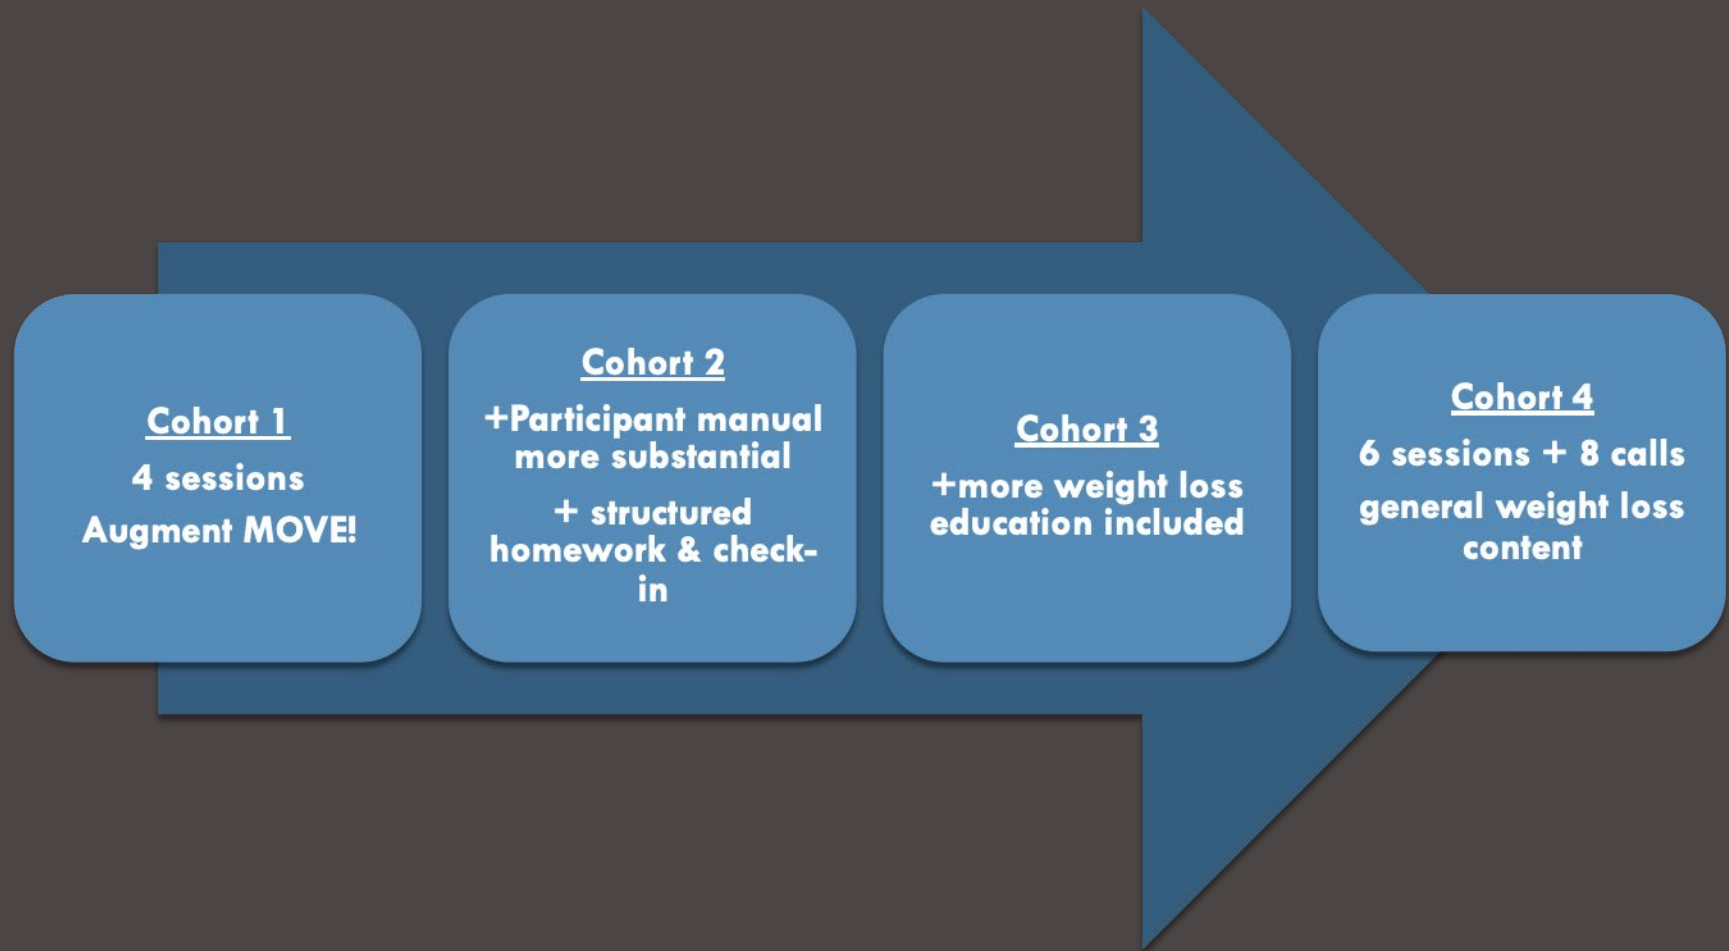 Cohort 1
4 sessions
Augment MOVE!
Cohort 2
+Participant manual
more substantial
+ structured
homework & check-
in
Cohort 3
+more weight loss
education included
Cohort 4
6 sessions + 8 calls
general weight loss
content